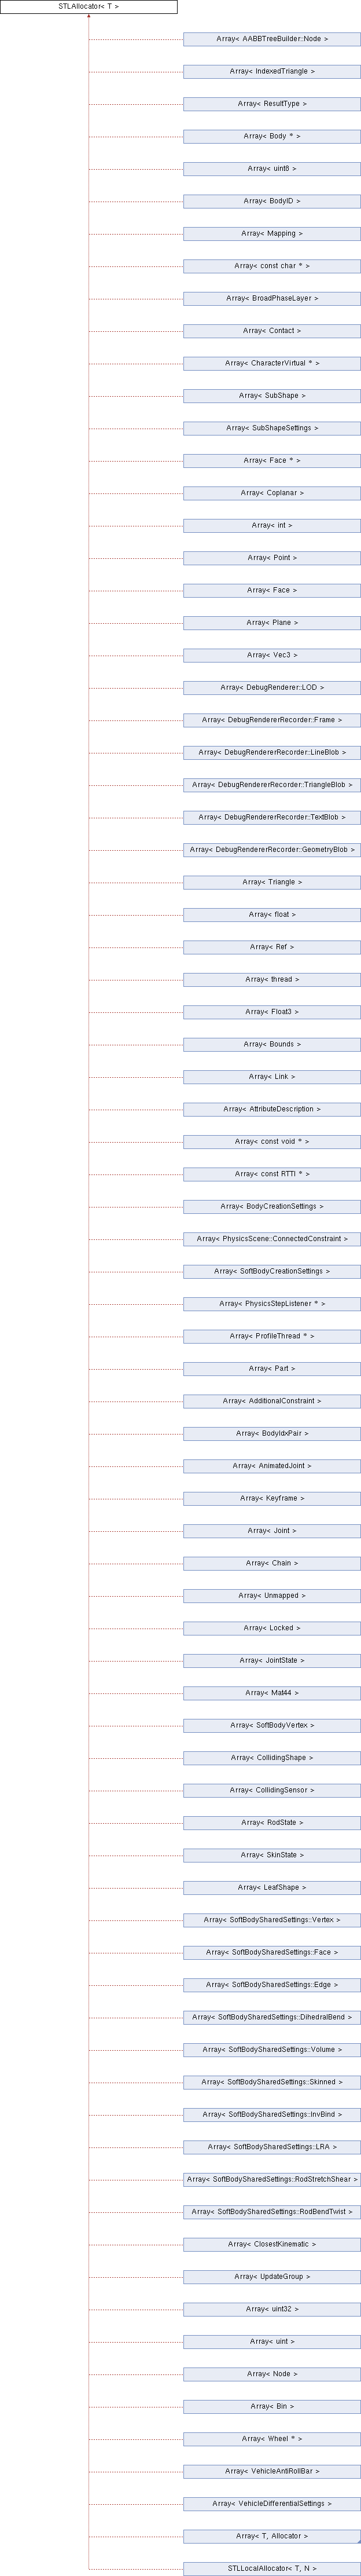 STLAllocator< T >
Array< AABBTreeBuilder::Node >
Array< IndexedTriangle >
Array< ResultType >
Array< Body * >
Array< uint8 >
Array< BodyID >
Array< Mapping >
Array< const char * >
Array< BroadPhaseLayer >
Array< Contact >
Array< CharacterVirtual * >
Array< SubShape >
Array< SubShapeSettings >
Array< Face * >
Array< Coplanar >
Array< int >
Array< Point >
Array< Face >
Array< Plane >
Array< Vec3 >
Array< DebugRenderer::LOD >
Array< DebugRendererRecorder::Frame >
Array< DebugRendererRecorder::LineBlob >
Array< DebugRendererRecorder::TriangleBlob >
Array< DebugRendererRecorder::TextBlob >
Array< DebugRendererRecorder::GeometryBlob >
Array< Triangle >
Array< float >
Array< Ref >
Array< thread >
Array< Float3 >
Array< Bounds >
Array< Link >
Array< AttributeDescription >
Array< const void * >
Array< const RTTI * >
Array< BodyCreationSettings >
Array< PhysicsScene::ConnectedConstraint >
Array< SoftBodyCreationSettings >
Array< PhysicsStepListener * >
Array< ProfileThread * >
Array< Part >
Array< AdditionalConstraint >
Array< BodyIdxPair >
Array< AnimatedJoint >
Array< Keyframe >
Array< Joint >
Array< Chain >
Array< Unmapped >
Array< Locked >
Array< JointState >
Array< Mat44 >
Array< SoftBodyVertex >
Array< CollidingShape >
Array< CollidingSensor >
Array< RodState >
Array< SkinState >
Array< LeafShape >
Array< SoftBodySharedSettings::Vertex >
Array< SoftBodySharedSettings::Face >
Array< SoftBodySharedSettings::Edge >
Array< SoftBodySharedSettings::DihedralBend >
Array< SoftBodySharedSettings::Volume >
Array< SoftBodySharedSettings::Skinned >
Array< SoftBodySharedSettings::InvBind >
Array< SoftBodySharedSettings::LRA >
Array< SoftBodySharedSettings::RodStretchShear >
Array< SoftBodySharedSettings::RodBendTwist >
Array< ClosestKinematic >
Array< UpdateGroup >
Array< uint32 >
Array< uint >
Array< Node >
Array< Bin >
Array< Wheel * >
Array< VehicleAntiRollBar >
Array< VehicleDifferentialSettings >
Array< T, Allocator >
STLLocalAllocator< T, N >